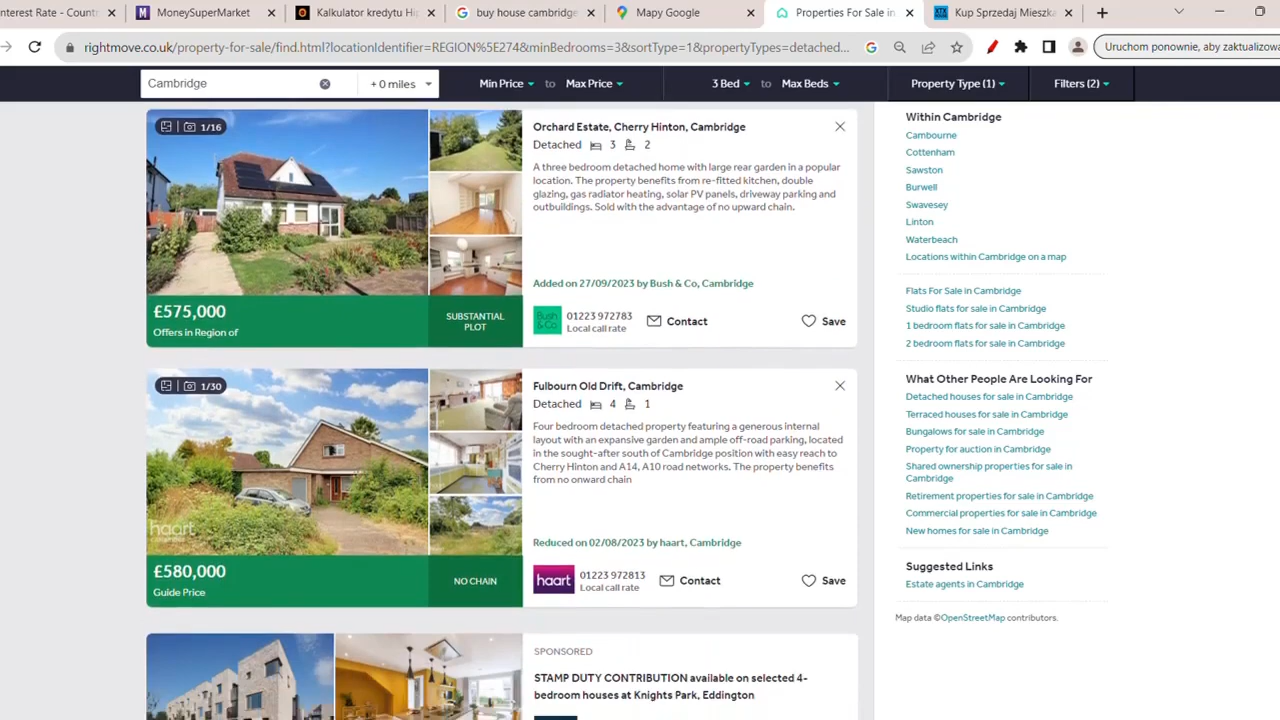 nterest Rate - Count
MoneySuperMarket
Kalkulator kredytu Hip
buy house cambridge
Mapy Google
Properties For Sale in
Kup Sprzedaj Mieszka
rightmove.co.uk/property-for-sale/find.html?locationIdentifier=REGION%5E274&minBedrooms=3&sortType=1&propertyTypes=detached...
Uruchom ponownie, aby zaktualizowa
Cambridge
+ 0 miles
Min Price
to
Max Price
3 Bed
to
Max Beds
Property Type (1)
Filters (2)
1/16
Orchard Estate, Cherry Hinton, Cambridge
Detached 3 2
A three bedroom detached home with large rear garden in a popular
location. The property benefits from re-fitted kitchen, double
glazing, gas radiator heating, solar PV panels, driveway parking and
outbuildings. Sold with the advantage of no upward chain.
Added on 27/09/2023 by Bush & Co, Cambridge
£575,000
Offers in Region of
SUBSTANTIAL
PLOT
Bush
& Co
01223 972783
Local call rate
Contact
Save
1/30
Fulbourn Old Drift, Cambridge
Detached 4 1
Four bedroom detached property featuring a generous internal
layout with an expansive garden and ample off-road parking, located
in the sought-after south of Cambridge position with easy reach to
Cherry Hinton and A14, A10 road networks. The property benefits
from no onward chain
Reduced on 02/08/2023 by haart, Cambridge
haart
£580,000
Guide Price
NO CHAIN
haart
01223 972813
Local call rate
Contact
Save
SPONSORED
STAMP DUTY CONTRIBUTION available on selected 4-
bedroom houses at Knights Park, Eddington
Within Cambridge
Cambourne
Cottenham
Sawston
Burwell
Swavesey
Linton
Waterbeach
Locations within Cambridge on a map
Flats For Sale in Cambridge
Studio flats for sale in Cambridge
1 bedroom flats for sale in Cambridge
2 bedroom flats for sale in Cambridge
What Other People Are Looking For
Detached houses for sale in Cambridge
Terraced houses for sale in Cambridge
Bungalows for sale in Cambridge
Property for auction in Cambridge
Shared ownership properties for sale in
Cambridge
Retirement properties for sale in Cambridge
Commercial properties for sale in Cambridge
New homes for sale in Cambridge
Suggested Links
Estate agents in Cambridge
Map data ©OpenStreetMap contributors.